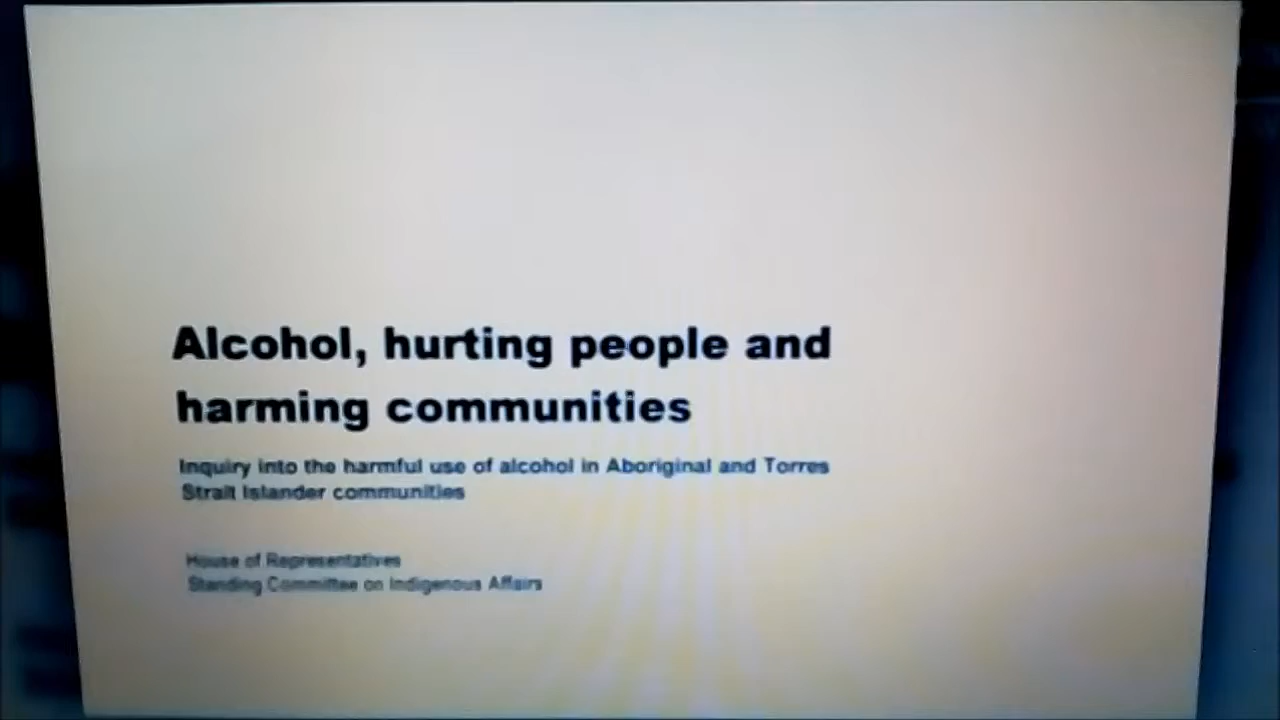 Alcohol, hurting people and
harming communities
Inquiry into the harmful use of alcohol in Aboriginal and Torres
Strait Islander communities
House of Representatives
Standing Committee on Indigenous Affairs